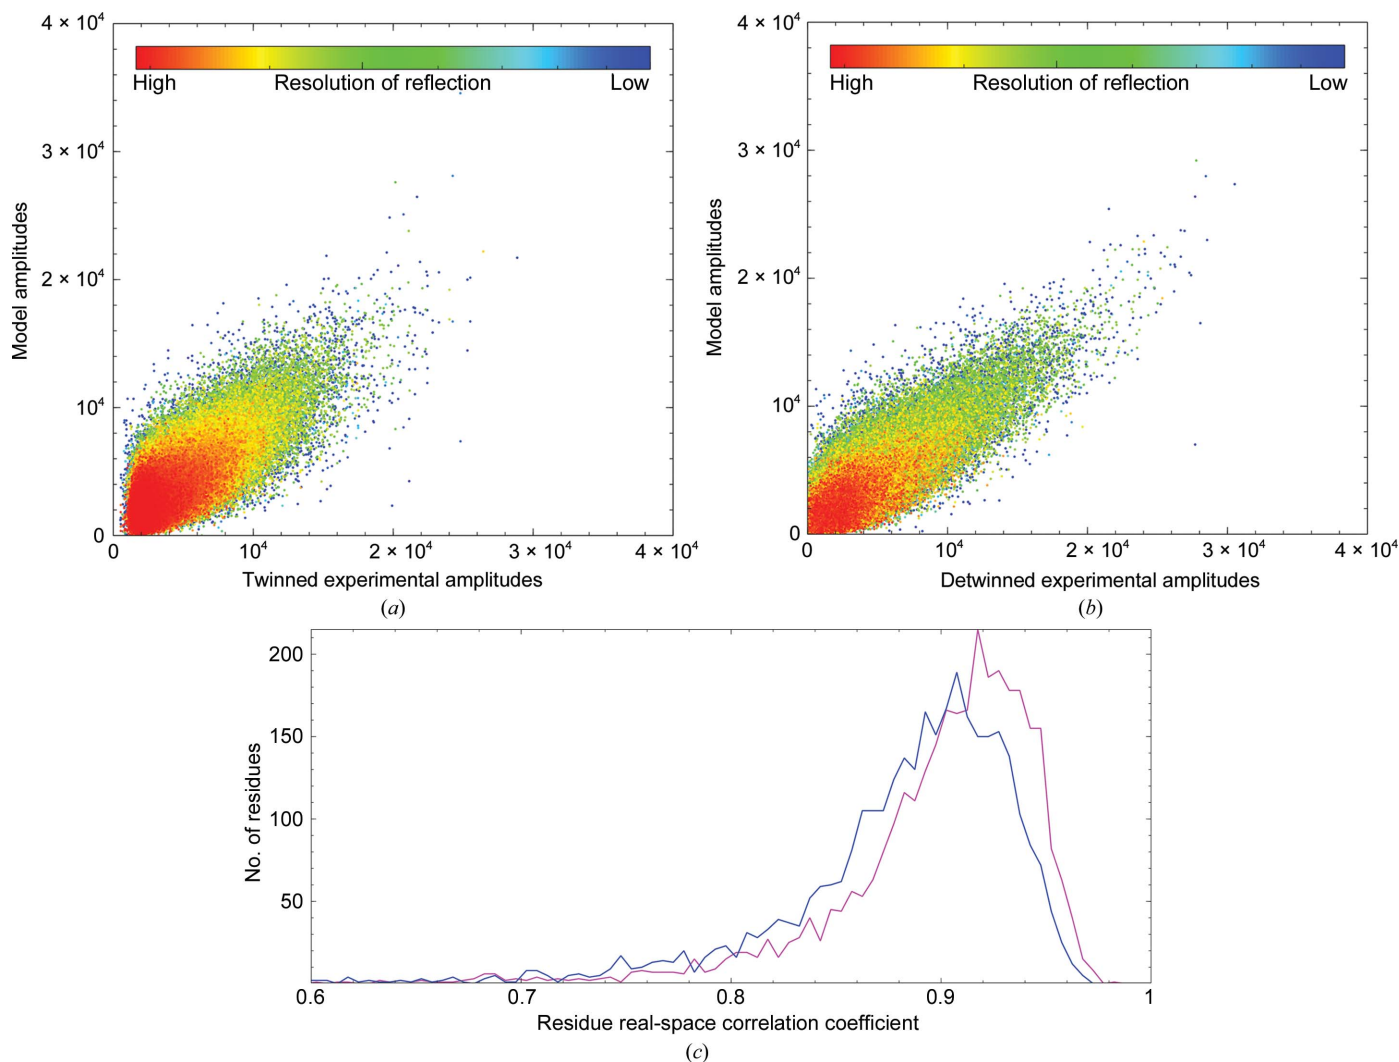 4 × 10⁴
High Resolution of reflection Low
3 × 10⁴
Model amplitudes
2 × 10⁴
10⁴
0
0 10⁴ 2 × 10⁴ 3 × 10⁴ 4 × 10⁴
Twinned experimental amplitudes
(a)
4 × 10⁴
High Resolution of reflection Low
3 × 10⁴
Model amplitudes
2 × 10⁴
10⁴
0
0 10⁴ 2 × 10⁴ 3 × 10⁴ 4 × 10⁴
Detwinned experimental amplitudes
(b)
200
150
No. of residues
100
50
0.6 0.7 0.8 0.9 1
Residue real-space correlation coefficient
(c)